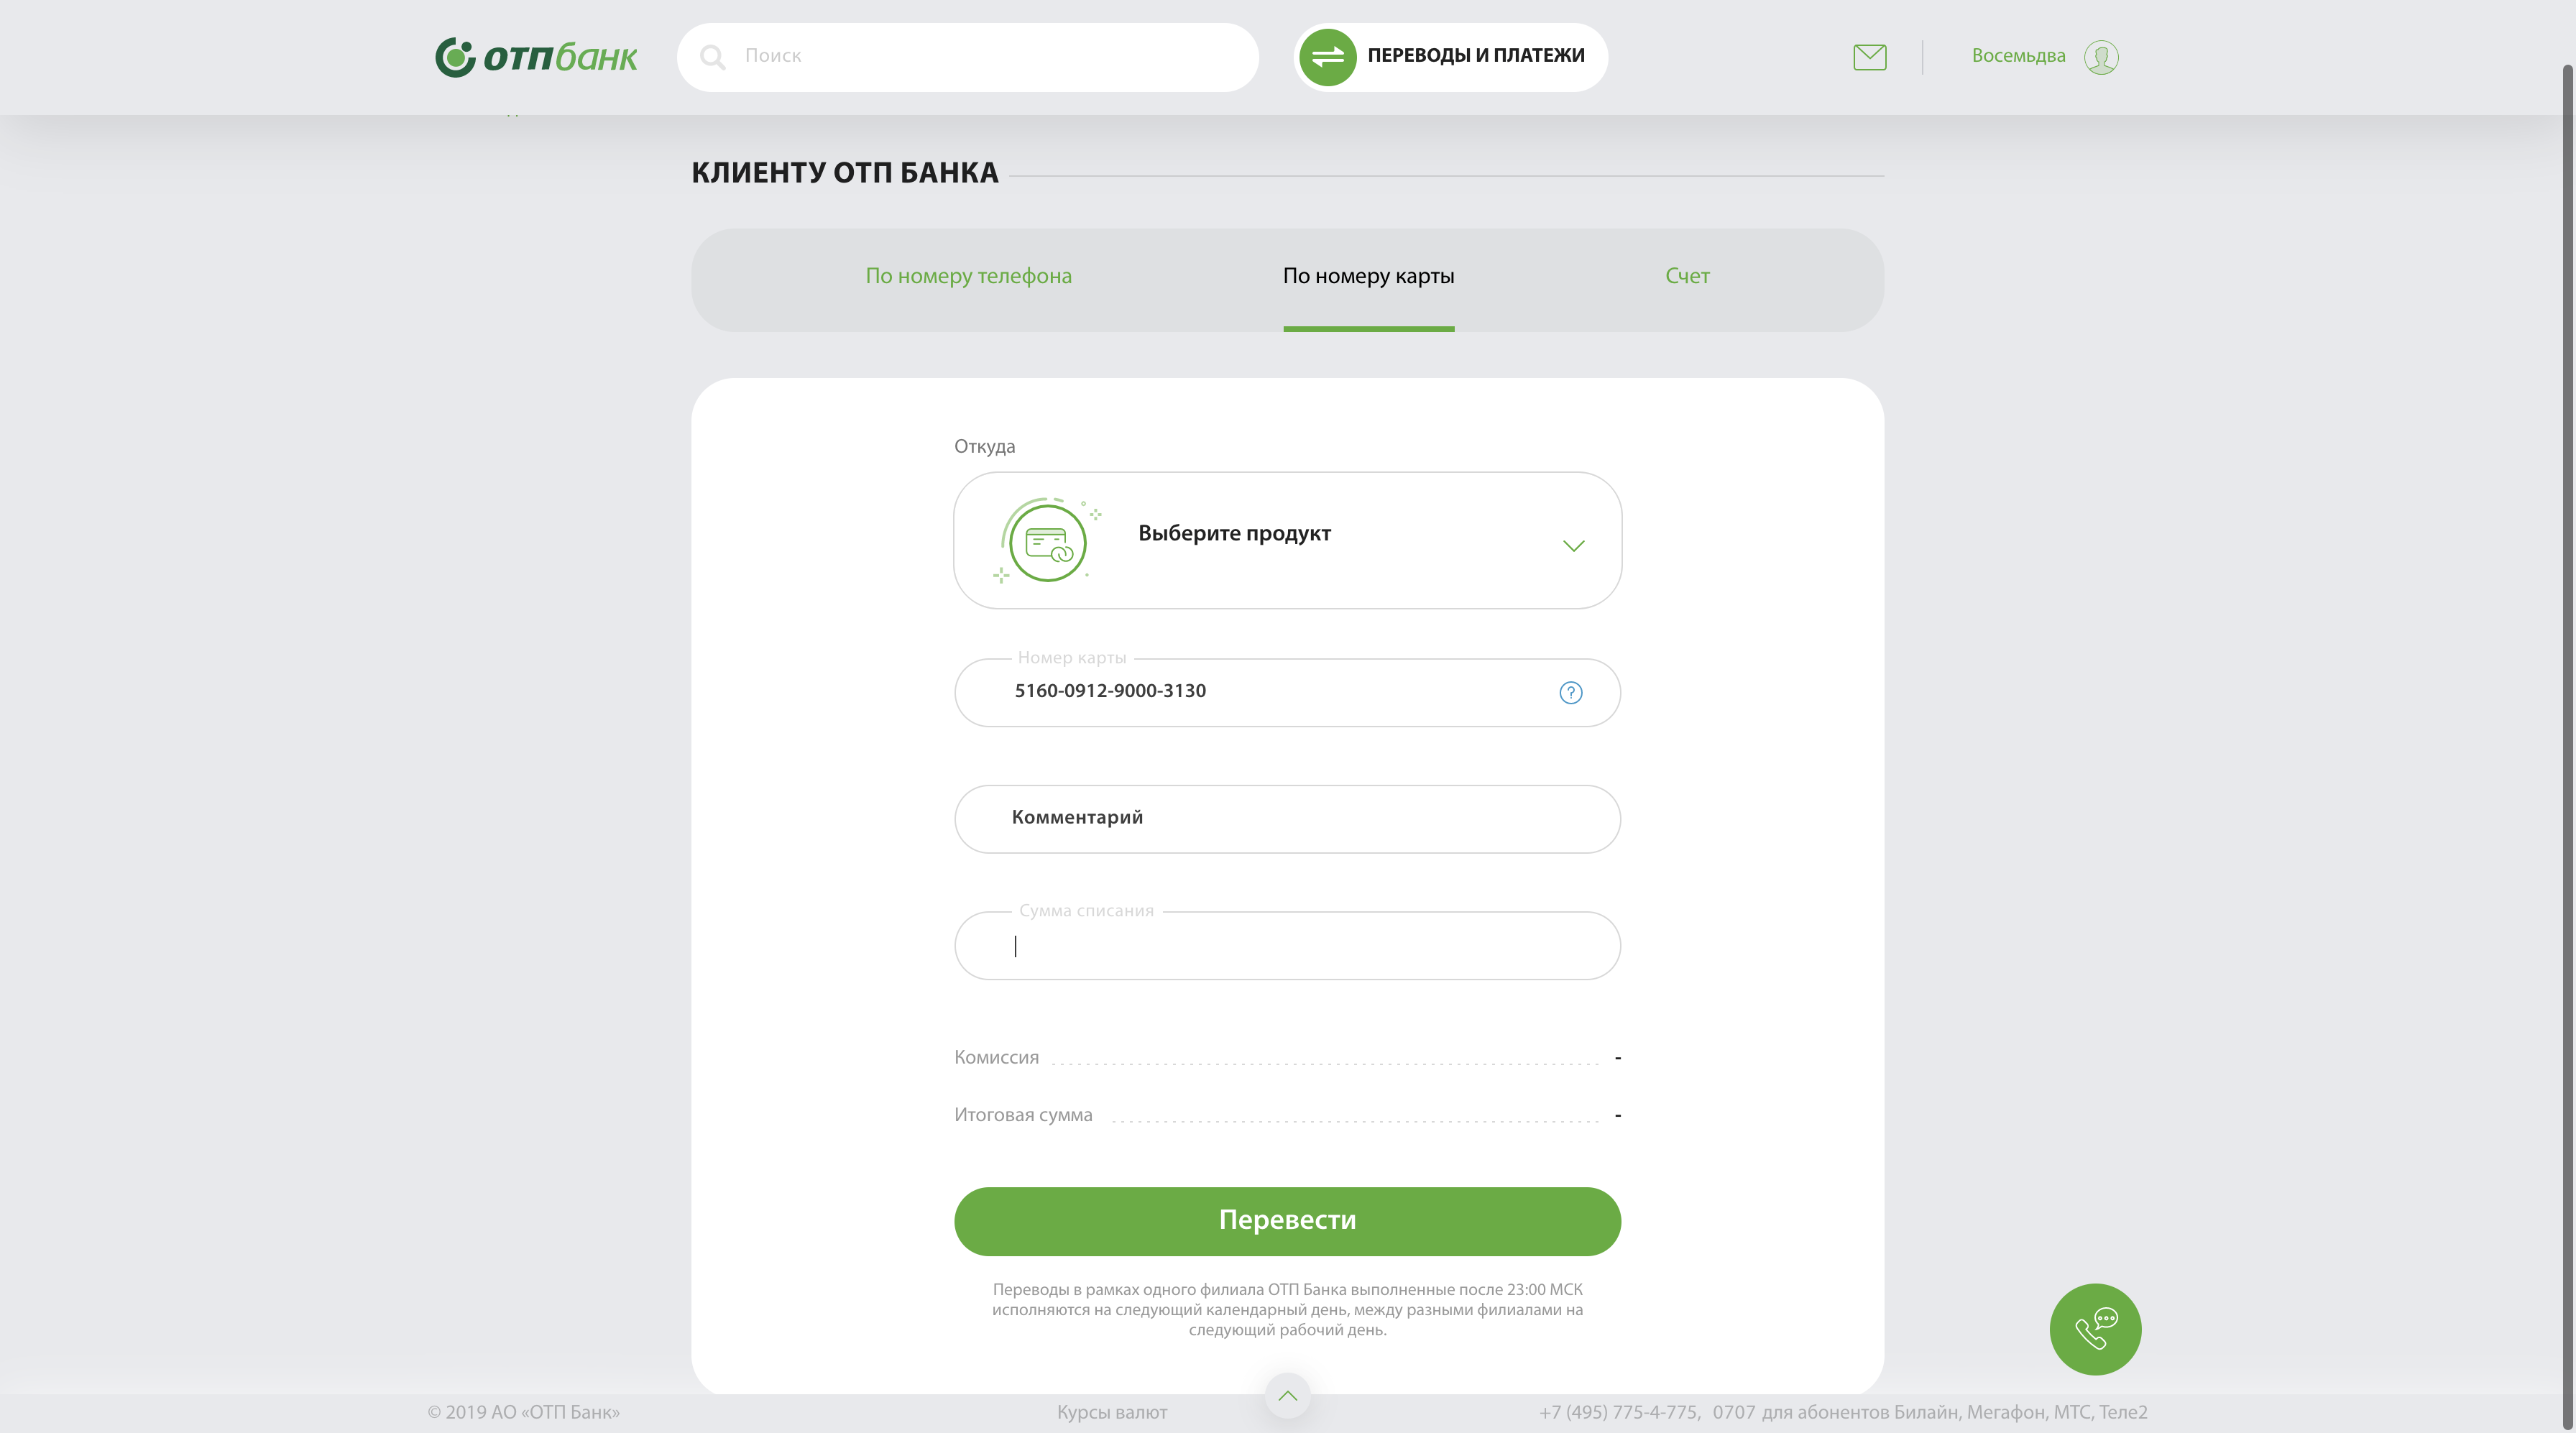 отпбанк
Поиск
ПЕРЕВОДЫ И ПЛАТЕЖИ
Восемьдва
КЛИЕНТУ ОТП БАНКА
По номеру телефона
По номеру карты
Счет
Откуда
Выберите продукт
Номер карты
5160-0912-9000-3130
?
Комментарий
Сумма списания
Комиссия -
Итоговая сумма -
Перевести
Переводы в рамках одного филиала ОТП Банка выполненные после 23:00 МСК
исполняются на следующий календарный день, между разными филиалами на
следующий рабочий день.
© 2019 АО «ОТП Банк»
Курсы валют
+7 (495) 775-4-775, 0707 для абонентов Билайн, Мегафон, МТС, Теле2